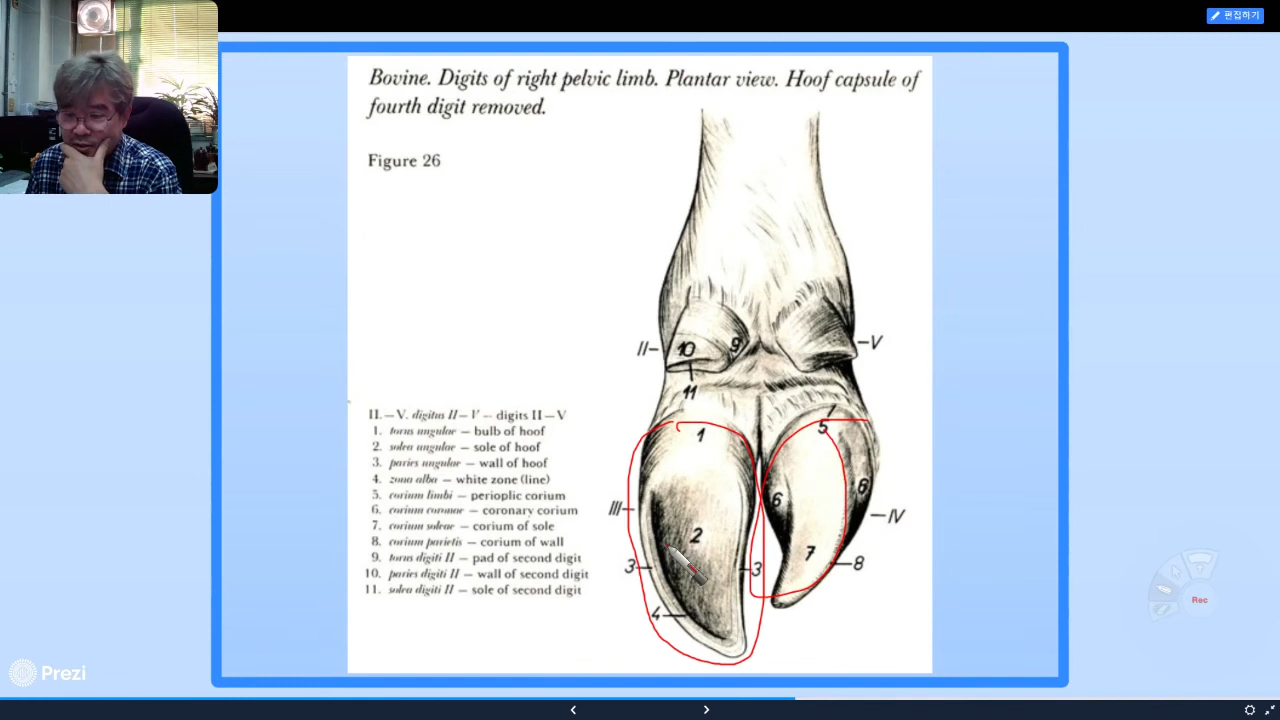 편집하기
Bovine. Digits of right pelvic limb. Plantar view. Hoof capsule of
fourth digit removed.
Figure 26
II.—V. digitus II—V — digits II—V
1. torus ungulae — bulb of hoof
2. solea ungulae — sole of hoof
3. paries ungulae — wall of hoof
4. zona alba — white zone (line)
5. corium limbi — perioplic corium
6. corium coronae — coronary corium
7. corium soleae — corium of sole
8. corium parietis — corium of wall
9. torus digiti II — pad of second digit
10. paries digiti II — wall of second digit
11. solea digiti II — sole of second digit
II
10
9
V
11
1
5
6
8
III
2
IV
7
3
3
8
4
Rec
Prezi